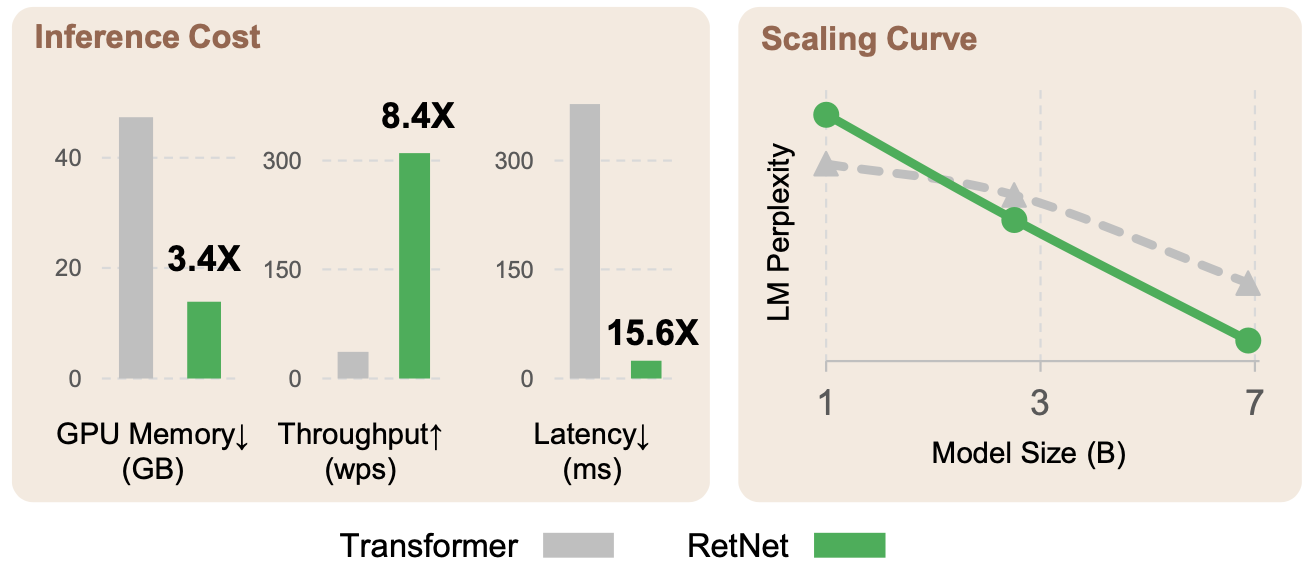 Inference Cost
40
20
0
3.4X
GPU Memory↓
(GB)
300
150
0
8.4X
Throughput↑
(wps)
300
150
0
15.6X
Latency↓
(ms)
Scaling Curve
LM Perplexity
1 3 7
Model Size (B)
Transformer RetNet